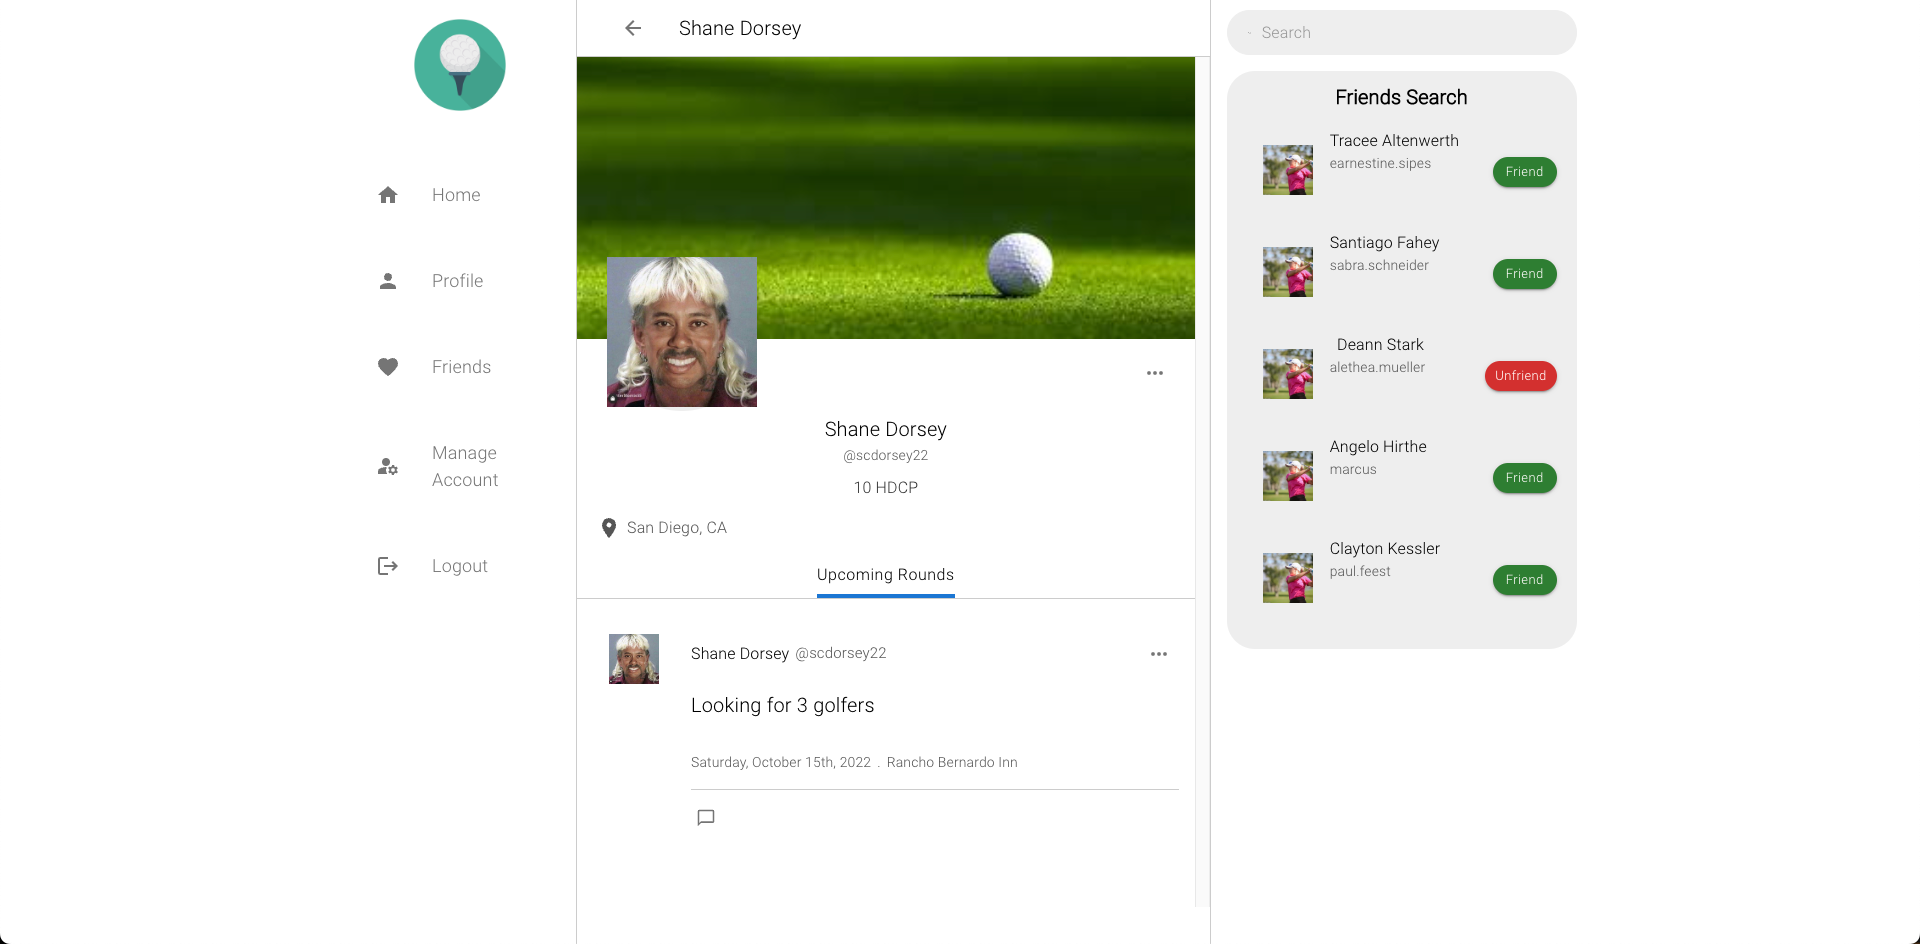 Home
Profile
Friends
Manage
Account
Logout
Shane Dorsey
Shane Dorsey
@scdorsey22
10 HDCP
San Diego, CA
Upcoming Rounds
Shane Dorsey @scdorsey22
Looking for 3 golfers
Saturday, October 15th, 2022 . Rancho Bernardo Inn
Search
Friends Search
Tracee Altenwerth
earnestine.sipes
Friend
Santiago Fahey
sabra.schneider
Friend
Deann Stark
alethea.mueller
Unfriend
Angelo Hirthe
marcus
Friend
Clayton Kessler
paul.feest
Friend